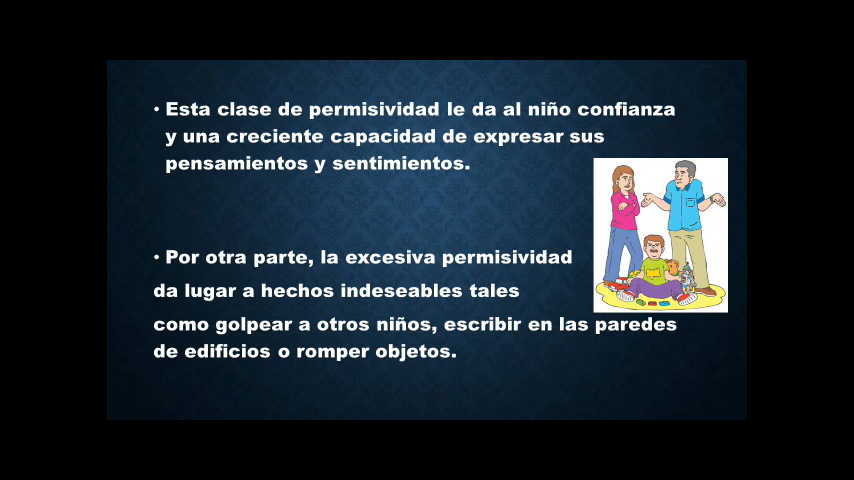 • Esta clase de permisividad le da al niño confianza
y una creciente capacidad de expresar sus
pensamientos y sentimientos.
• Por otra parte, la excesiva permisividad
da lugar a hechos indeseables tales
como golpear a otros niños, escribir en las paredes
de edificios o romper objetos.